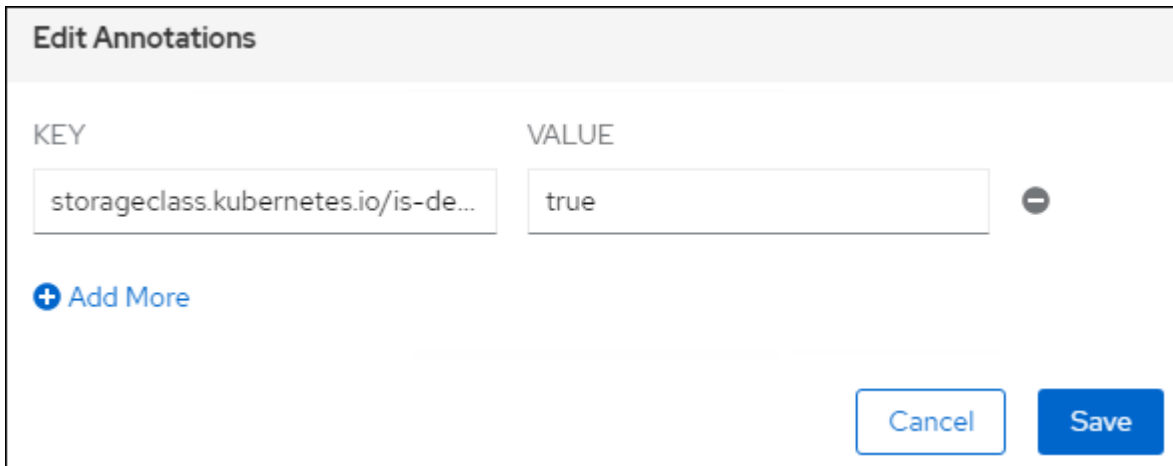 Edit Annotations
KEY VALUE
storageclass.kubernetes.io/is-de... true
Add More
Cancel Save